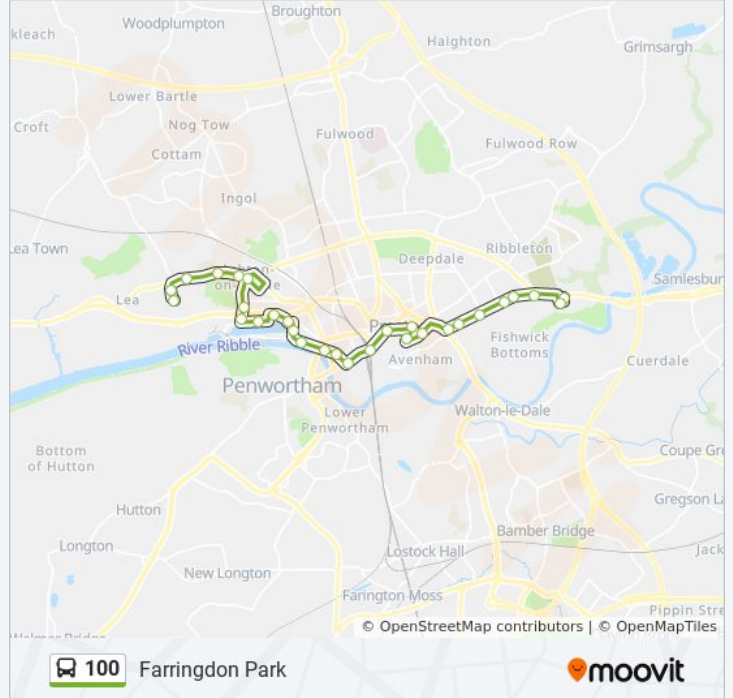 Broughton
kleach
Woodplumpton
Haighton
Grimsargh
Lower Bartle
Croft
Nog Tow
Fulwood
Fulwood Row
Cottam
Ingol
ea Town
Deepdale
Ribbleton
Samlesbur
on-
Lea
Fishwick
Bottoms
River Ribble
Avenham
Cuerdale
Penwortham
Lower
Penwortham
Walton-le-Dale
Bottom
of Hutton
Coupe Gre
Hutton
Gregson La
Bamber Bridge
Longton
Lostock Hall
Jack
New Longton
Farington Moss
Pippin Stre
© OpenStreetMap contributors | © OpenMapTiles
100 Farringdon Park
moovit